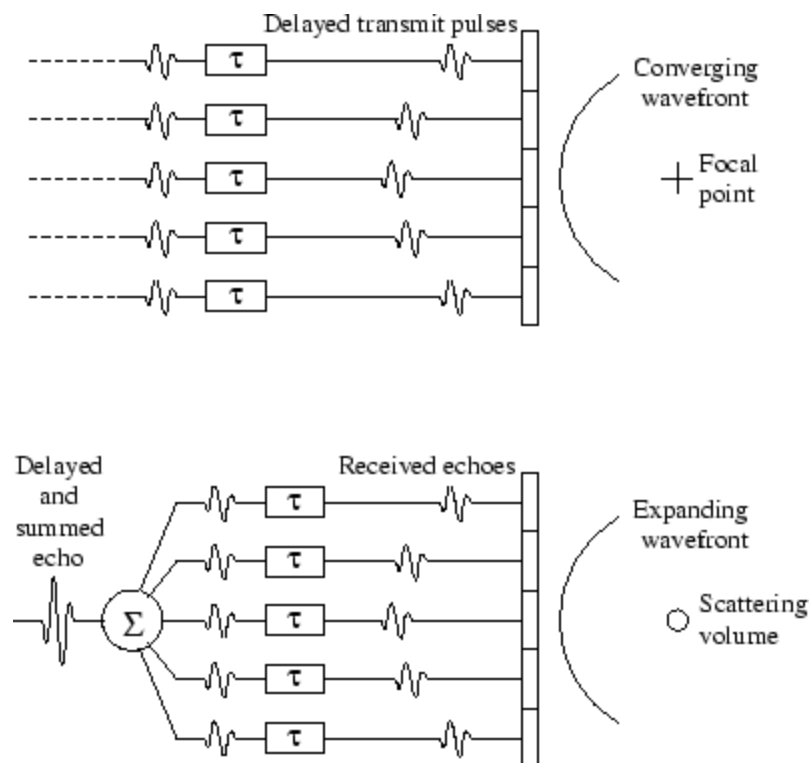 Delayed transmit pulses
τ
Converging
wavefront
τ
τ
Focal
point
τ
τ
Delayed
and
summed
echo
Received echoes
τ
Expanding
wavefront
τ
Σ
τ
Scattering
volume
τ
τ